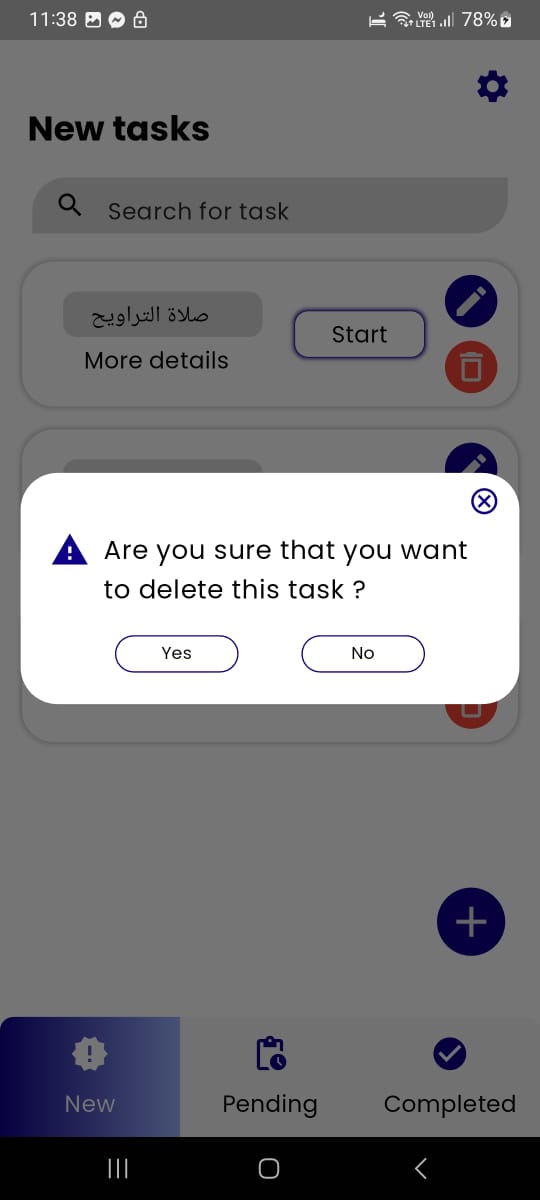 11:38
Vo)) LTE1 78%
New tasks
Search for task
صلاة التراويح
Start
More details
Are you sure that you want
to delete this task ?
Yes
No
New
Pending
Completed